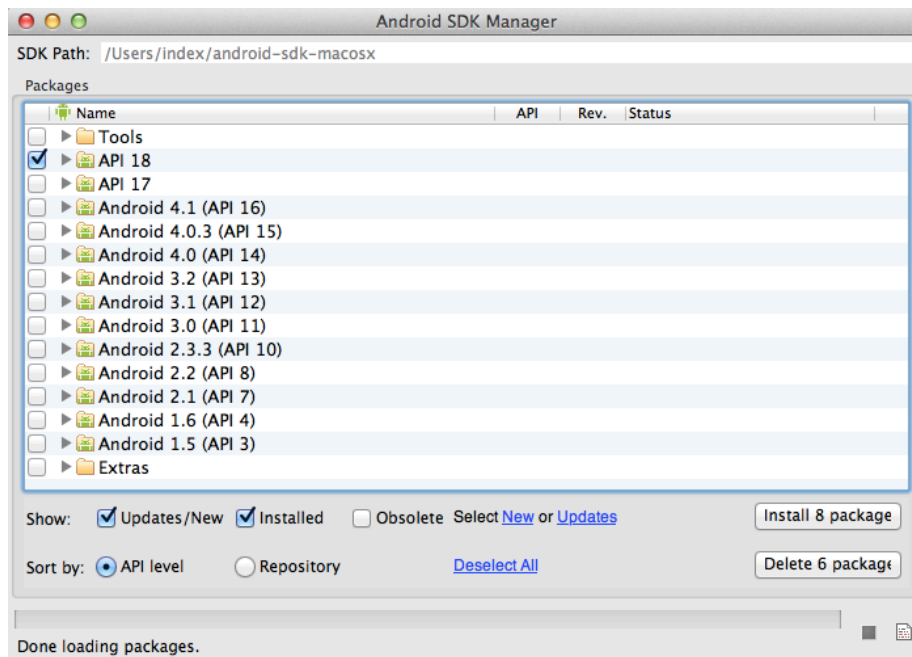 Android SDK Manager
SDK Path: /Users/index/android-sdk-macosx
Packages
Name API Rev. Status
Tools
API 18
API 17
Android 4.1 (API 16)
Android 4.0.3 (API 15)
Android 4.0 (API 14)
Android 3.2 (API 13)
Android 3.1 (API 12)
Android 3.0 (API 11)
Android 2.3.3 (API 10)
Android 2.2 (API 8)
Android 2.1 (API 7)
Android 1.6 (API 4)
Android 1.5 (API 3)
Extras
Show: Updates/New Installed Obsolete Select New or Updates Install 8 package
Sort by: API level Repository Deselect All Delete 6 package
Done loading packages.